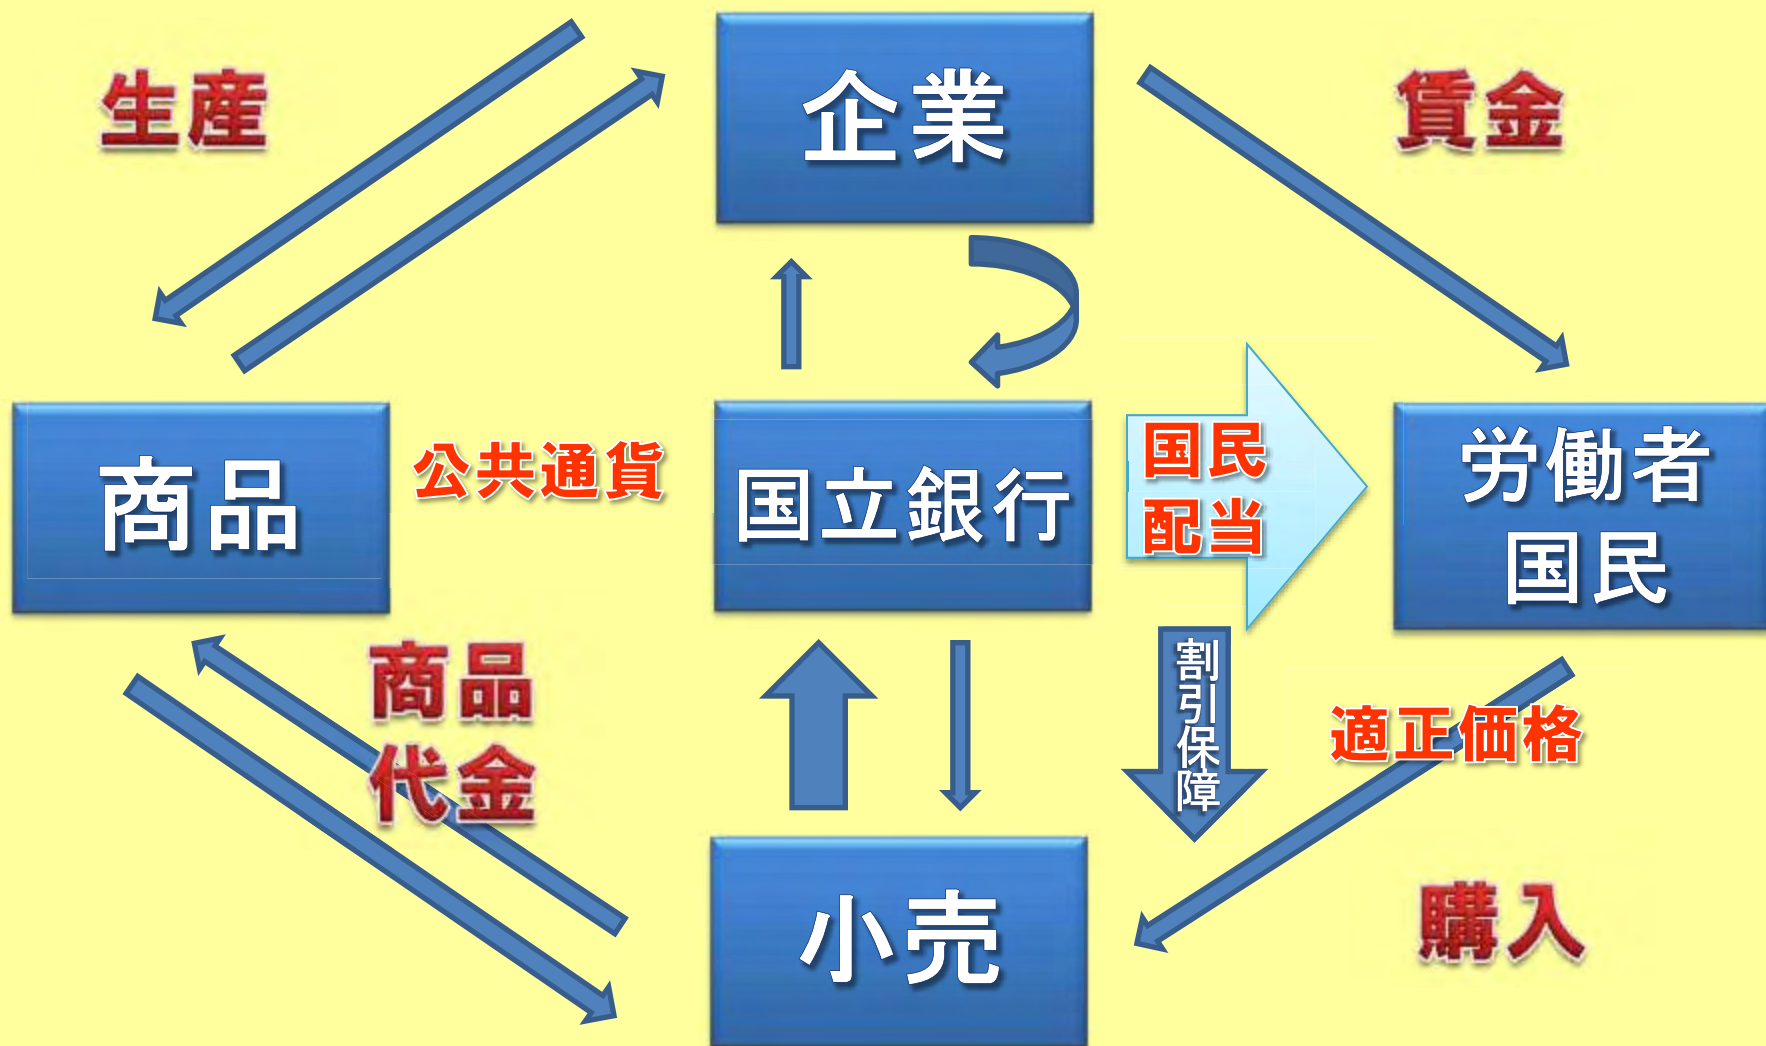 生産
企業
賃金
商品
公共通貨
国立銀行
国民
配当
労働者
国民
商品
代金
割引保障
適正価格
小売
購入